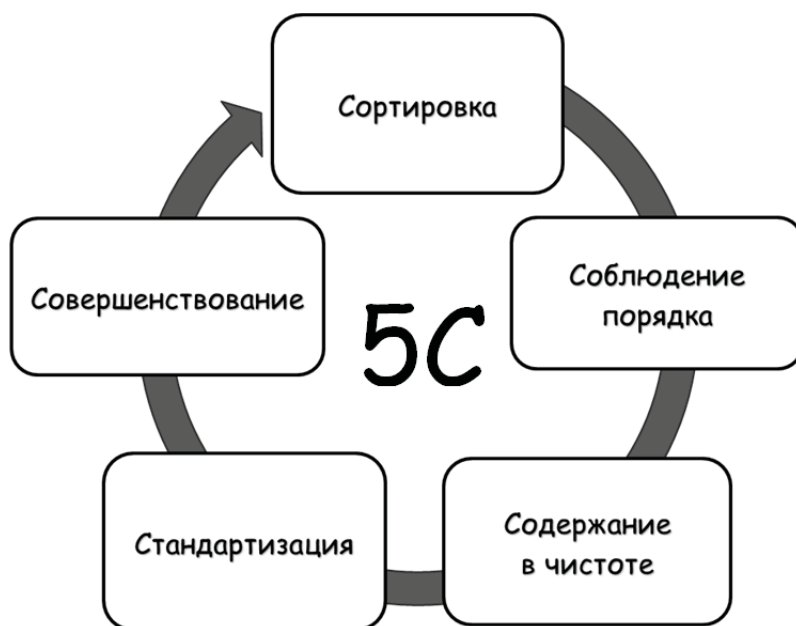 Сортировка
Соблюдение
порядка
Содержание
в чистоте
Стандартизация
Совершенствование
5С